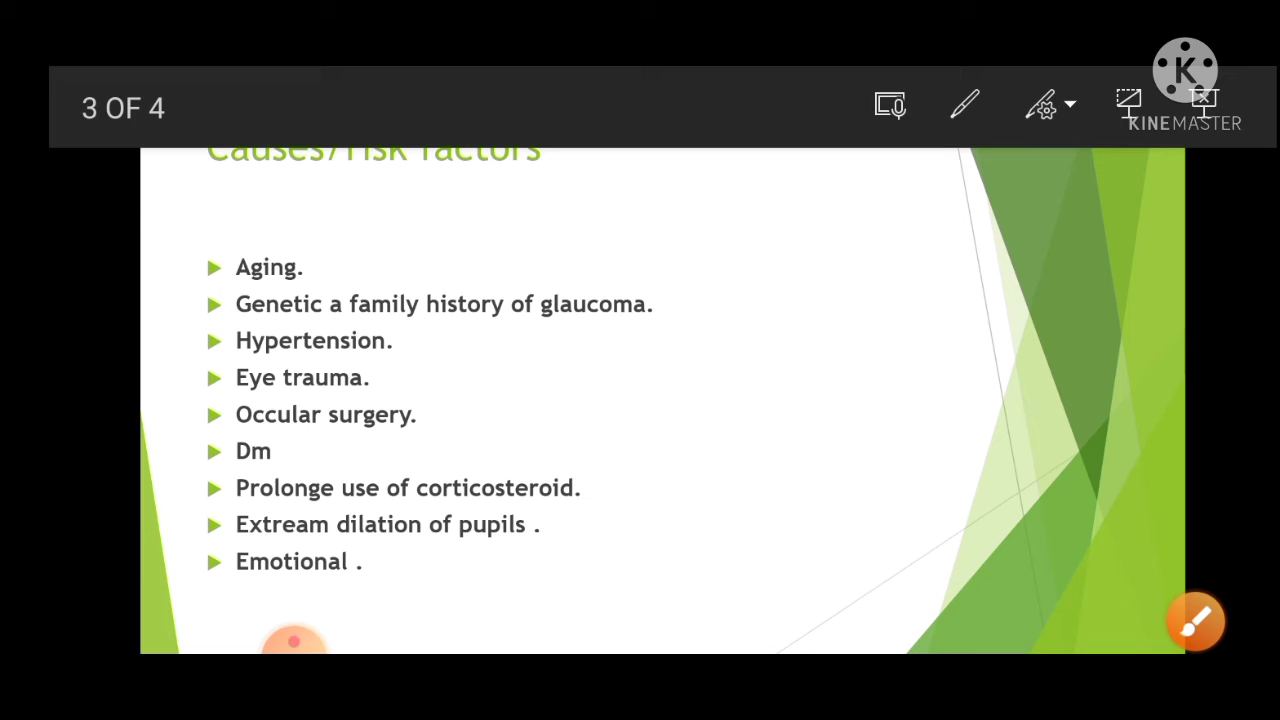 3 OF 4
K
KINEMASTER
Causes/risk factors
Aging.
Genetic a family history of glaucoma.
Hypertension.
Eye trauma.
Occular surgery.
Dm
Prolonge use of corticosteroid.
Extream dilation of pupils .
Emotional .